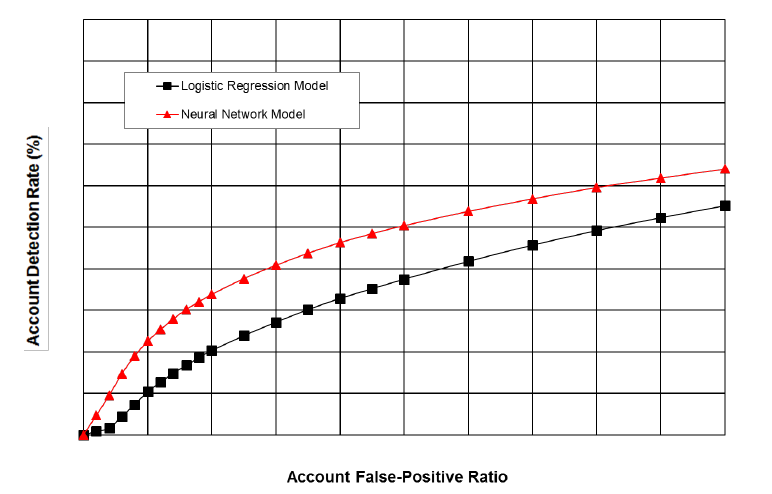 Logistic Regression Model
Neural Network Model
Account Detection Rate (%)
Account False-Positive Ratio